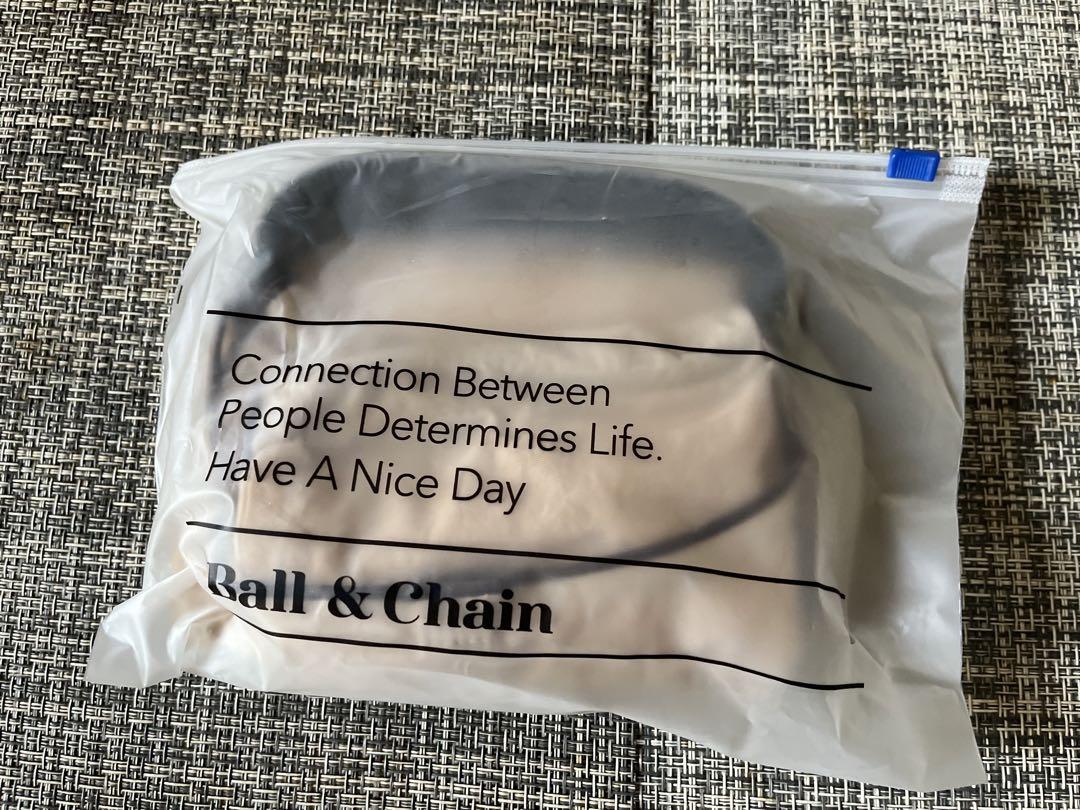 Connection Between
People Determines Life.
Have A Nice Day
Ball & Chain